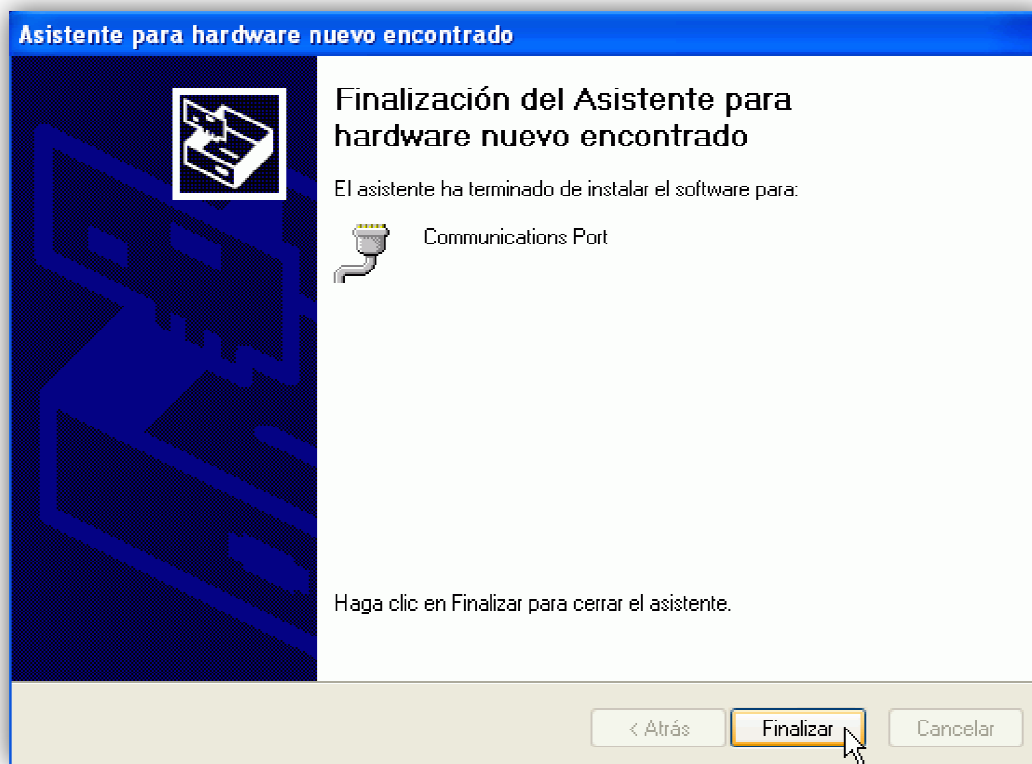 Asistente para hardware nuevo encontrado
Finalización del Asistente para
hardware nuevo encontrado
El asistente ha terminado de instalar el software para:
Communications Port
Haga clic en Finalizar para cerrar el asistente.
< Atrás
Finalizar
Cancelar